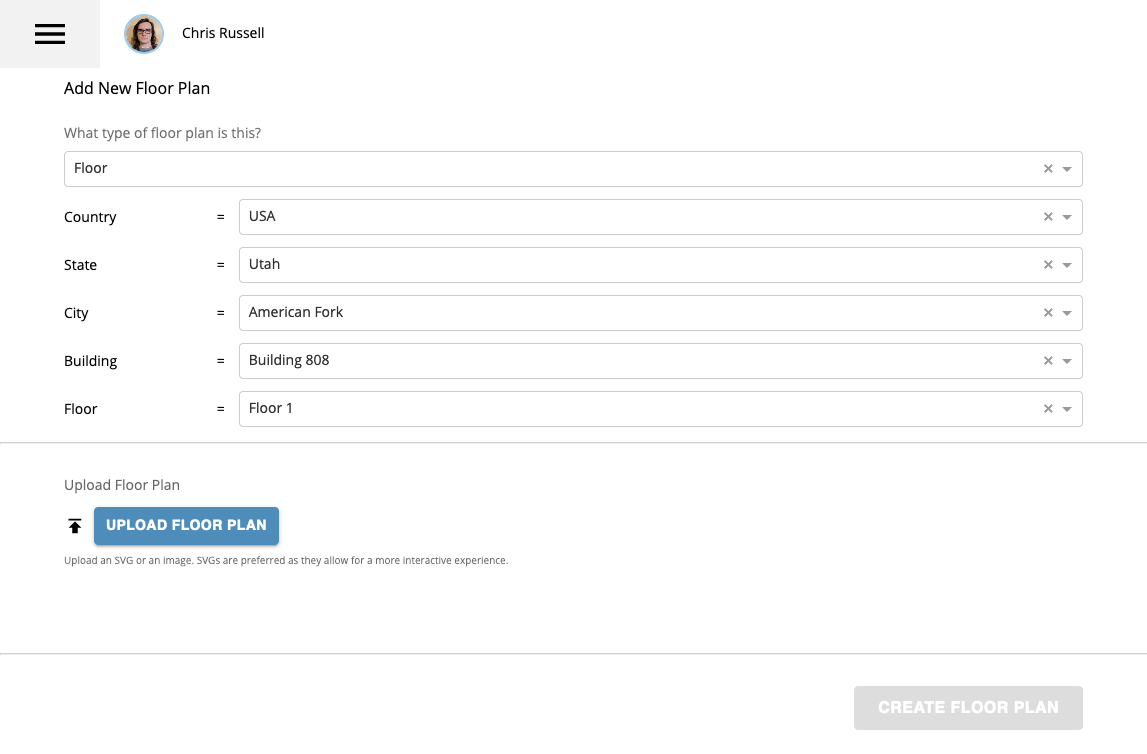 Chris Russell
Add New Floor Plan
What type of floor plan is this?
Floor
Country = USA
State = Utah
City = American Fork
Building = Building 808
Floor = Floor 1
Upload Floor Plan
UPLOAD FLOOR PLAN
Upload an SVG or an image. SVGs are preferred as they allow for a more interactive experience.
CREATE FLOOR PLAN